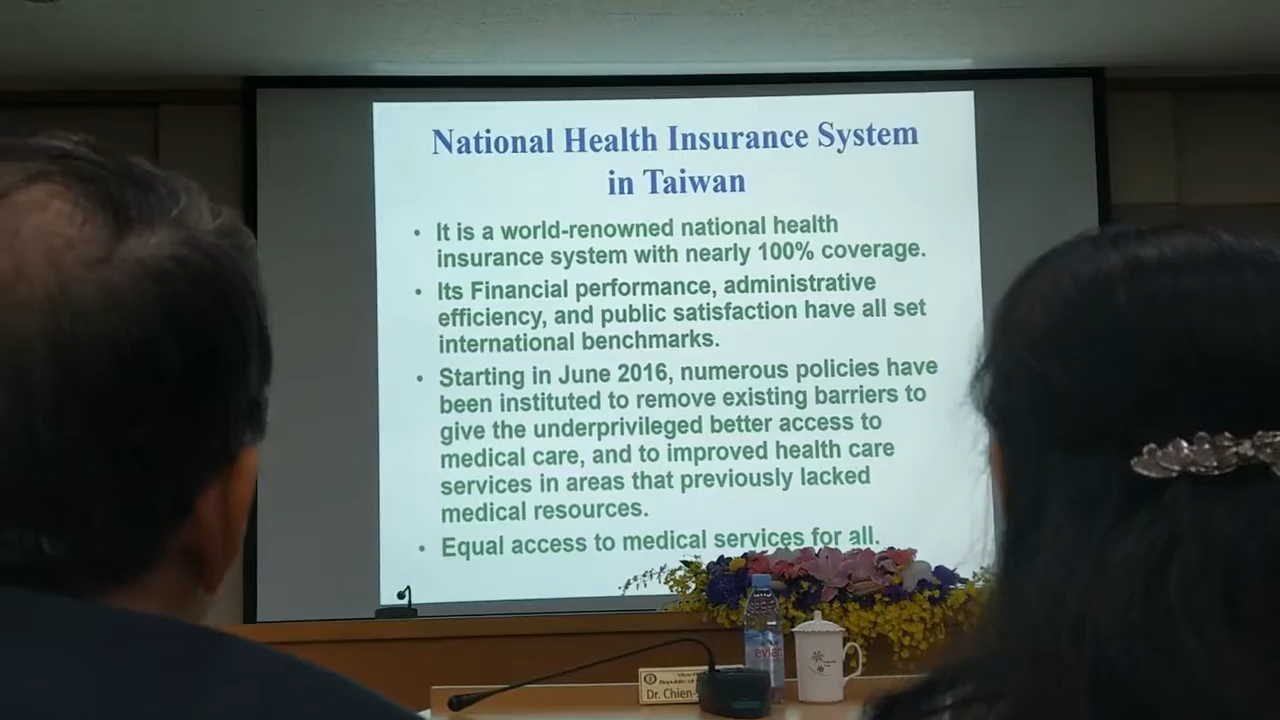 National Health Insurance System
in Taiwan
• It is a world-renowned national health
insurance system with nearly 100% coverage.
• Its Financial performance, administrative
efficiency, and public satisfaction have all set
international benchmarks.
• Starting in June 2016, numerous policies have
been instituted to remove existing barriers to
give the underprivileged better access to
medical care, and to improved health care
services in areas that previously lacked
medical resources.
• Equal access to medical services for all.
evian
Vice
Republic of
Dr. Chien-